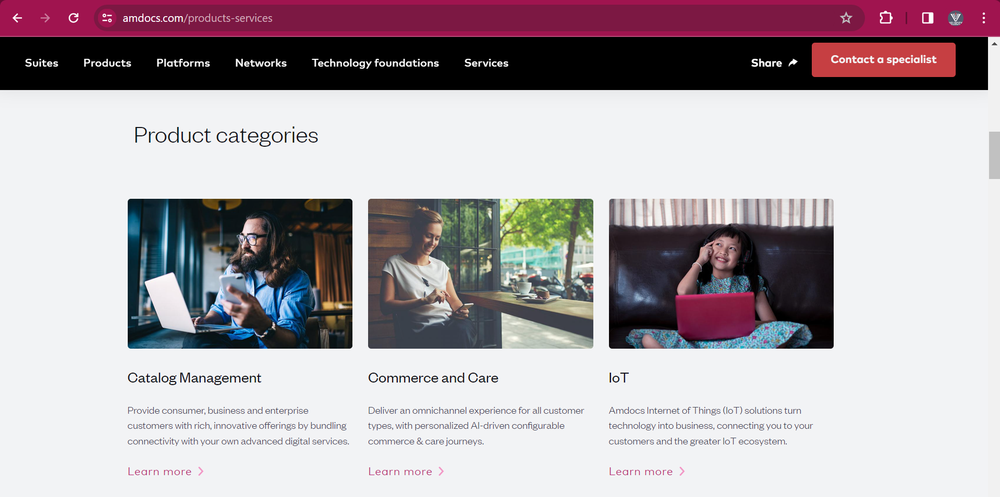 amdocs.com/products-services
VELOCITY
Suites Products Platforms Networks Technology foundations Services Share Contact a specialist
Product categories
Catalog Management
Provide consumer, business and enterprise
customers with rich, innovative offerings by bundling
connectivity with your own advanced digital services.
Learn more
Commerce and Care
Deliver an omnichannel experience for all customer
types, with personalized AI-driven configurable
commerce & care journeys.
Learn more
IoT
Amdocs Internet of Things (IoT) solutions turn
technology into business, connecting you to your
customers and the greater IoT ecosystem.
Learn more